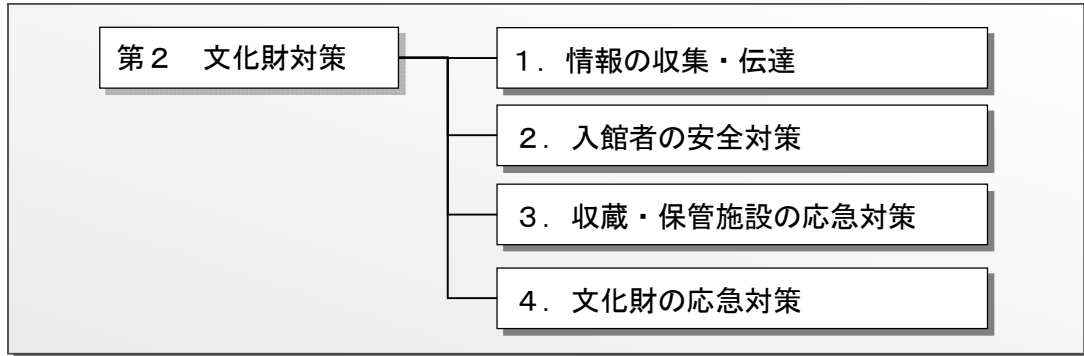 第２　文化財対策
１．情報の収集・伝達
２．入館者の安全対策
３．収蔵・保管施設の応急対策
４．文化財の応急対策